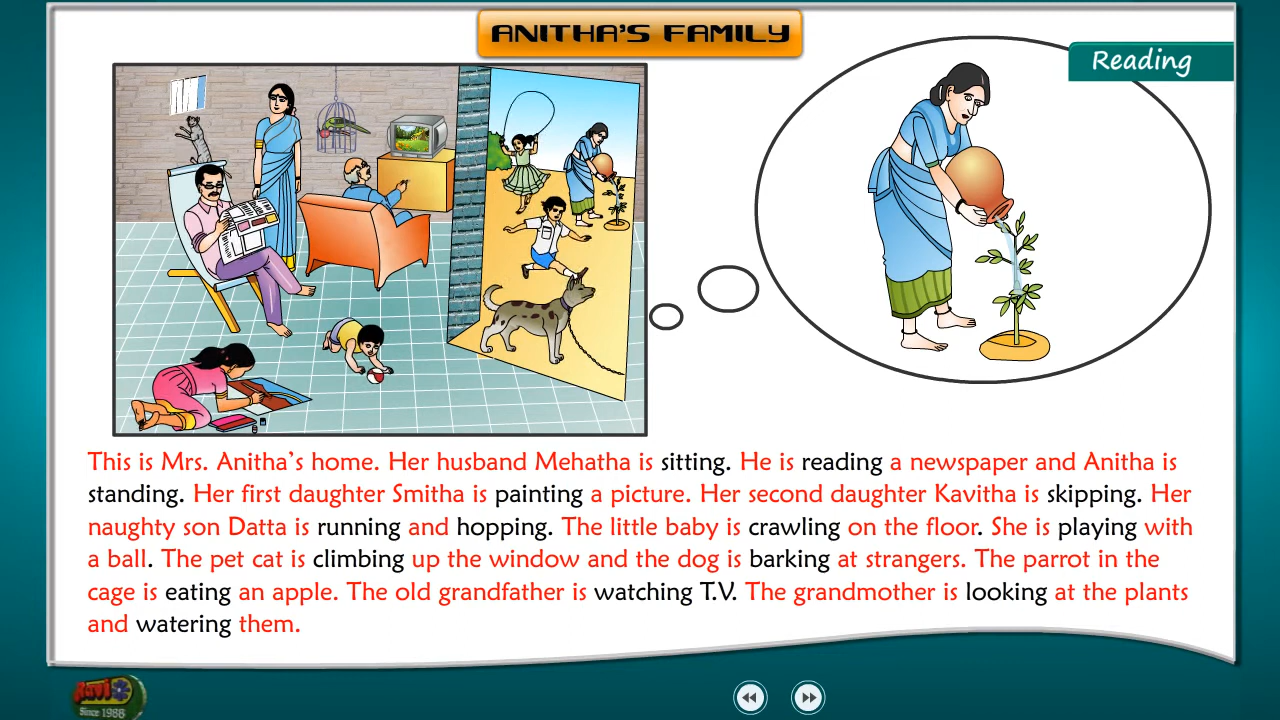 ANITHA'S FAMILY
Reading
This is Mrs. Anitha's home. Her husband Mehatha is sitting. He is reading a newspaper and Anitha is
standing. Her first daughter Smitha is painting a picture. Her second daughter Kavitha is skipping. Her
naughty son Datta is running and hopping. The little baby is crawling on the floor. She is playing with
a ball. The pet cat is climbing up the window and the dog is barking at strangers. The parrot in the
cage is eating an apple. The old grandfather is watching T.V. The grandmother is looking at the plants
and watering them.
Ravi
Since 1988